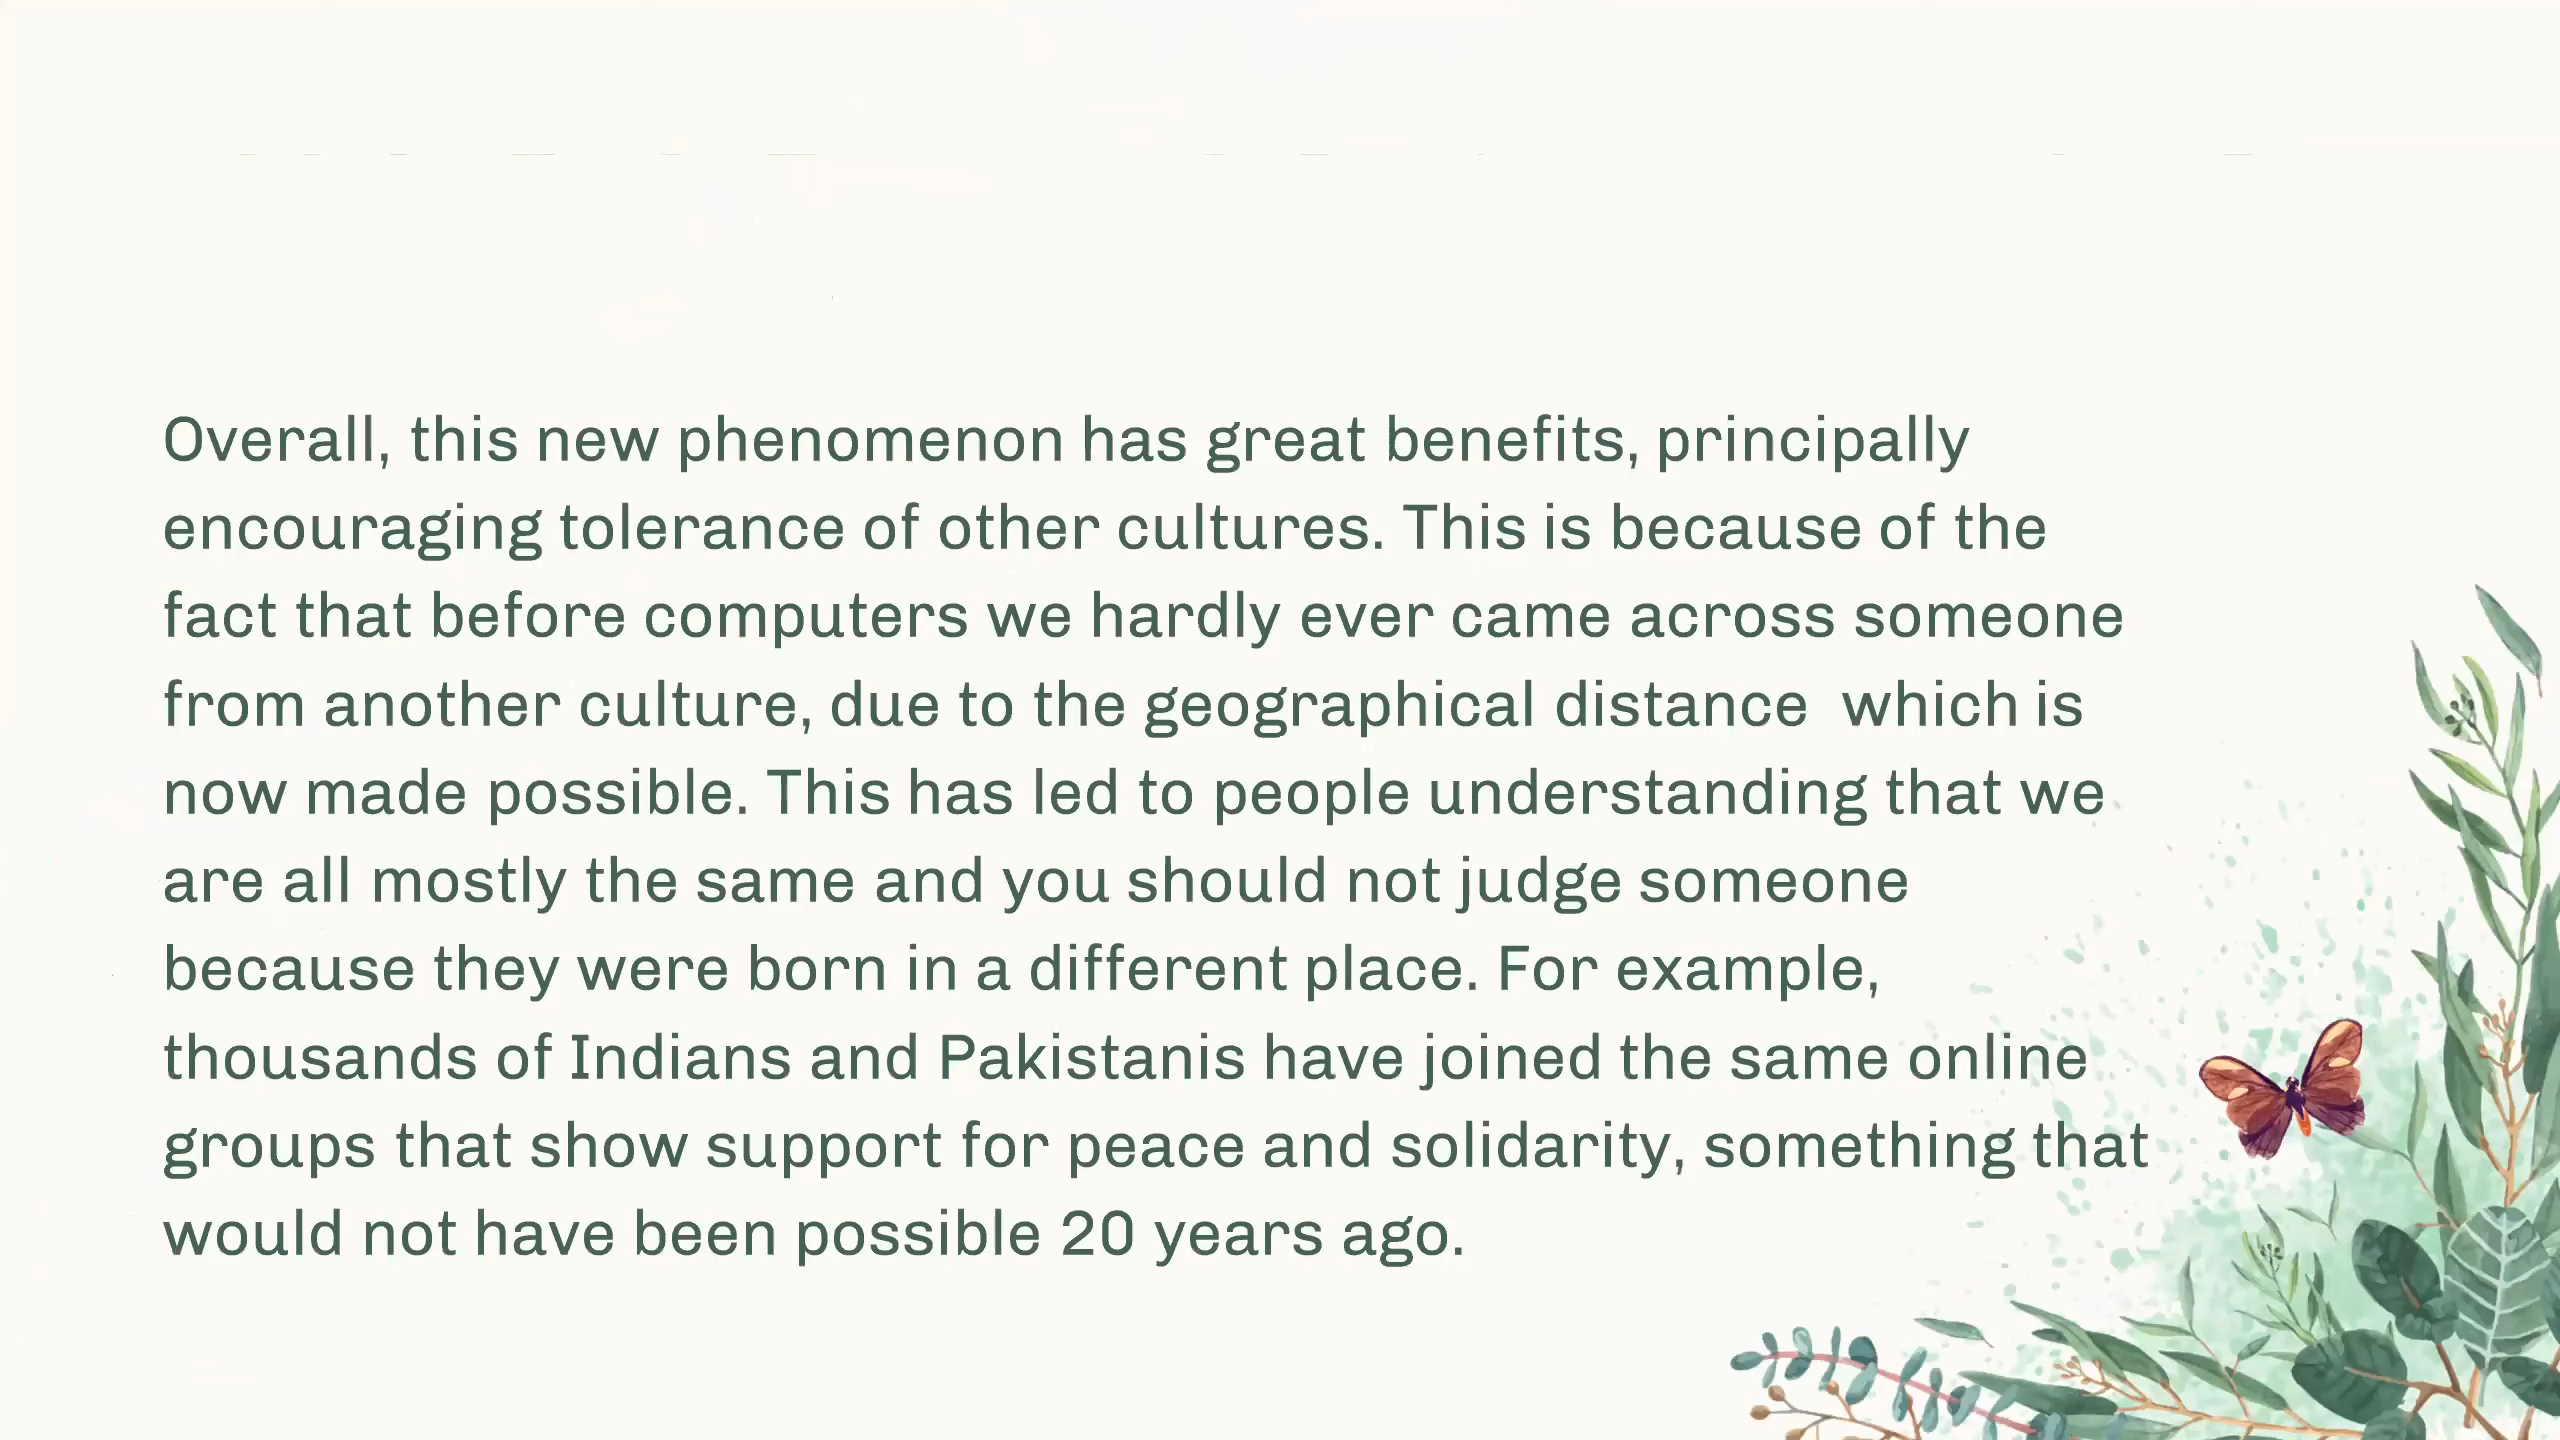 Overall, this new phenomenon has great benefits, principally
encouraging tolerance of other cultures. This is because of the
fact that before computers we hardly ever came across someone
from another culture, due to the geographical distance  which is
now made possible. This has led to people understanding that we
are all mostly the same and you should not judge someone
because they were born in a different place. For example,
thousands of Indians and Pakistanis have joined the same online
groups that show support for peace and solidarity, something that
would not have been possible 20 years ago.